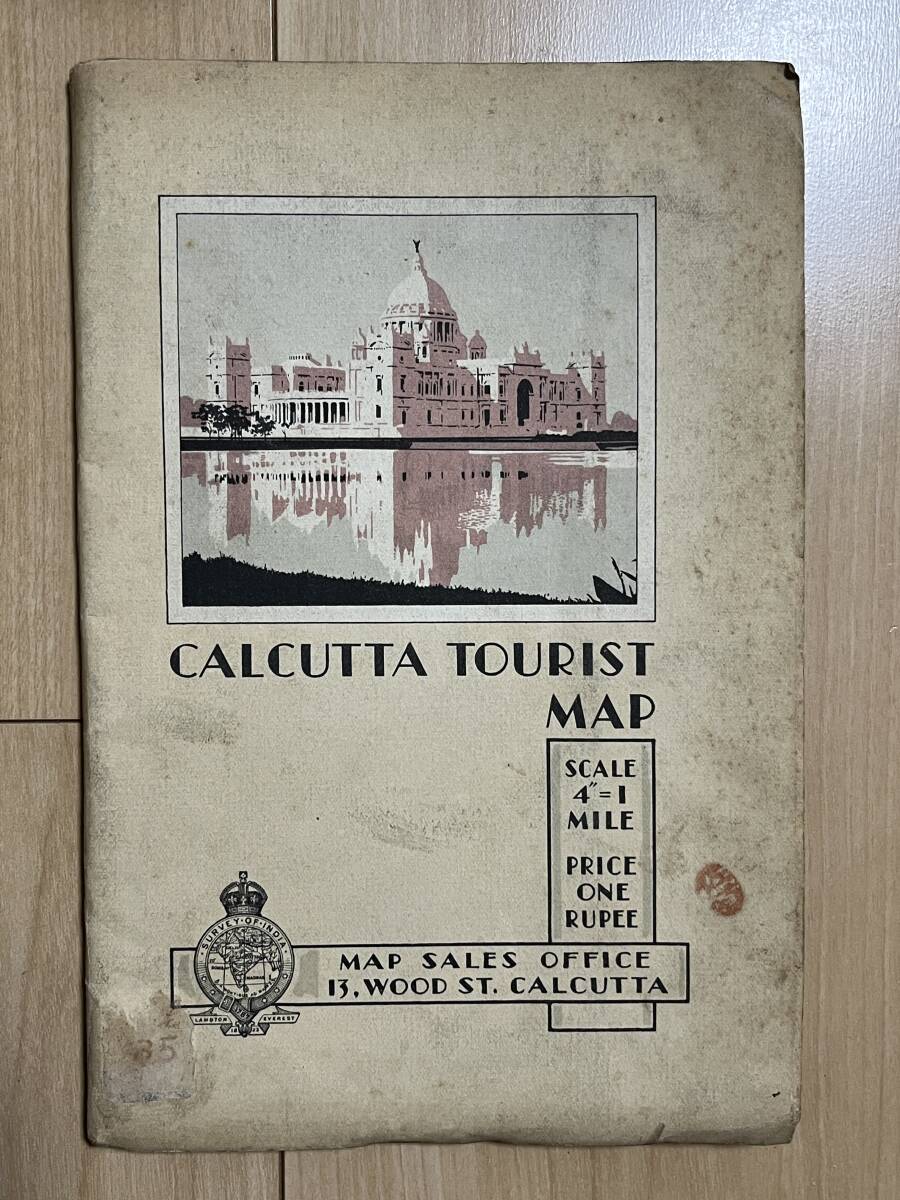 CALCUTTA TOURIST
MAP
SCALE
4"=1
MILE
PRICE
ONE
RUPEE
SURVEY·OF·INDIA
MAP SALES OFFICE
13, WOOD ST. CALCUTTA
LAMBTON EVEREST
35